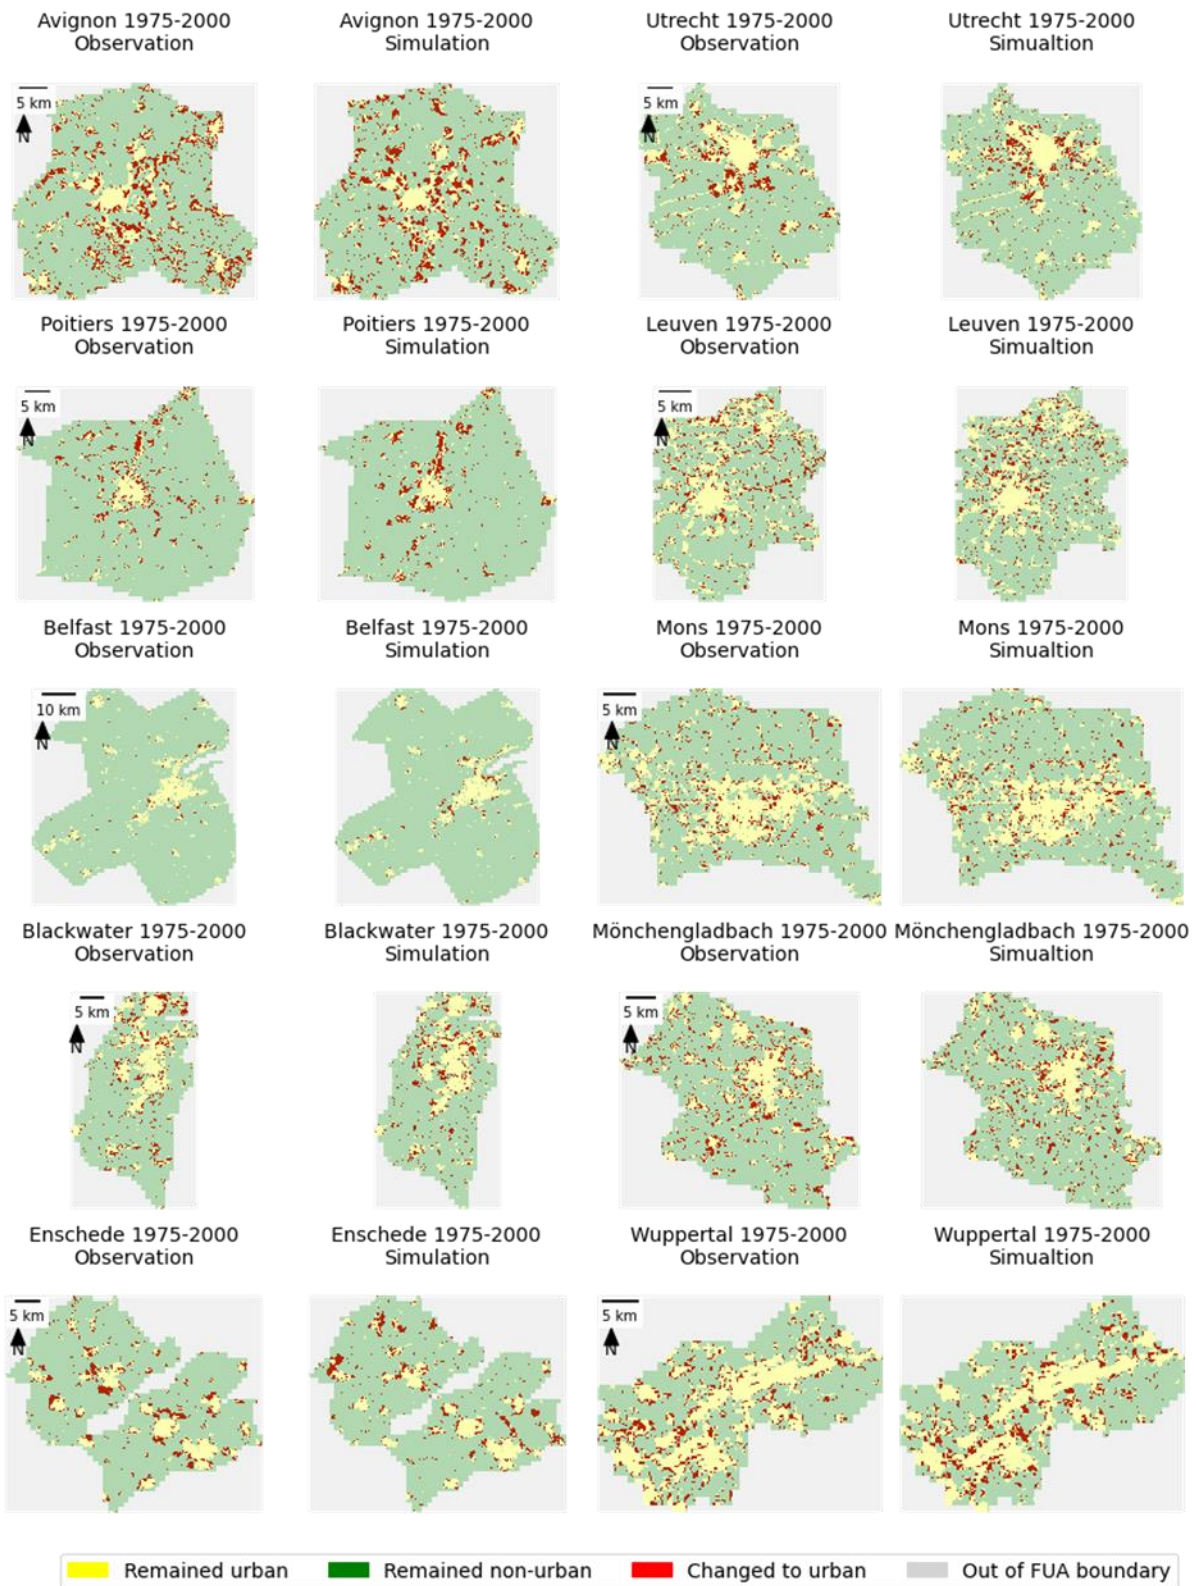 Avignon 1975-2000
Observation
Avignon 1975-2000
Simulation
Utrecht 1975-2000
Observation
Utrecht 1975-2000
Simualtion
5 km
N
5 km
N
Poitiers 1975-2000
Observation
Poitiers 1975-2000
Simulation
Leuven 1975-2000
Observation
Leuven 1975-2000
Simualtion
5 km
N
5 km
N
Belfast 1975-2000
Observation
Belfast 1975-2000
Simulation
Mons 1975-2000
Observation
Mons 1975-2000
Simualtion
10 km
N
5 km
N
Blackwater 1975-2000
Observation
Blackwater 1975-2000
Simulation
Mönchengladbach 1975-2000
Observation
Mönchengladbach 1975-2000
Simualtion
5 km
N
5 km
N
Enschede 1975-2000
Observation
Enschede 1975-2000
Simulation
Wuppertal 1975-2000
Observation
Wuppertal 1975-2000
Simualtion
5 km
N
5 km
N
Remained urban
Remained non-urban
Changed to urban
Out of FUA boundary